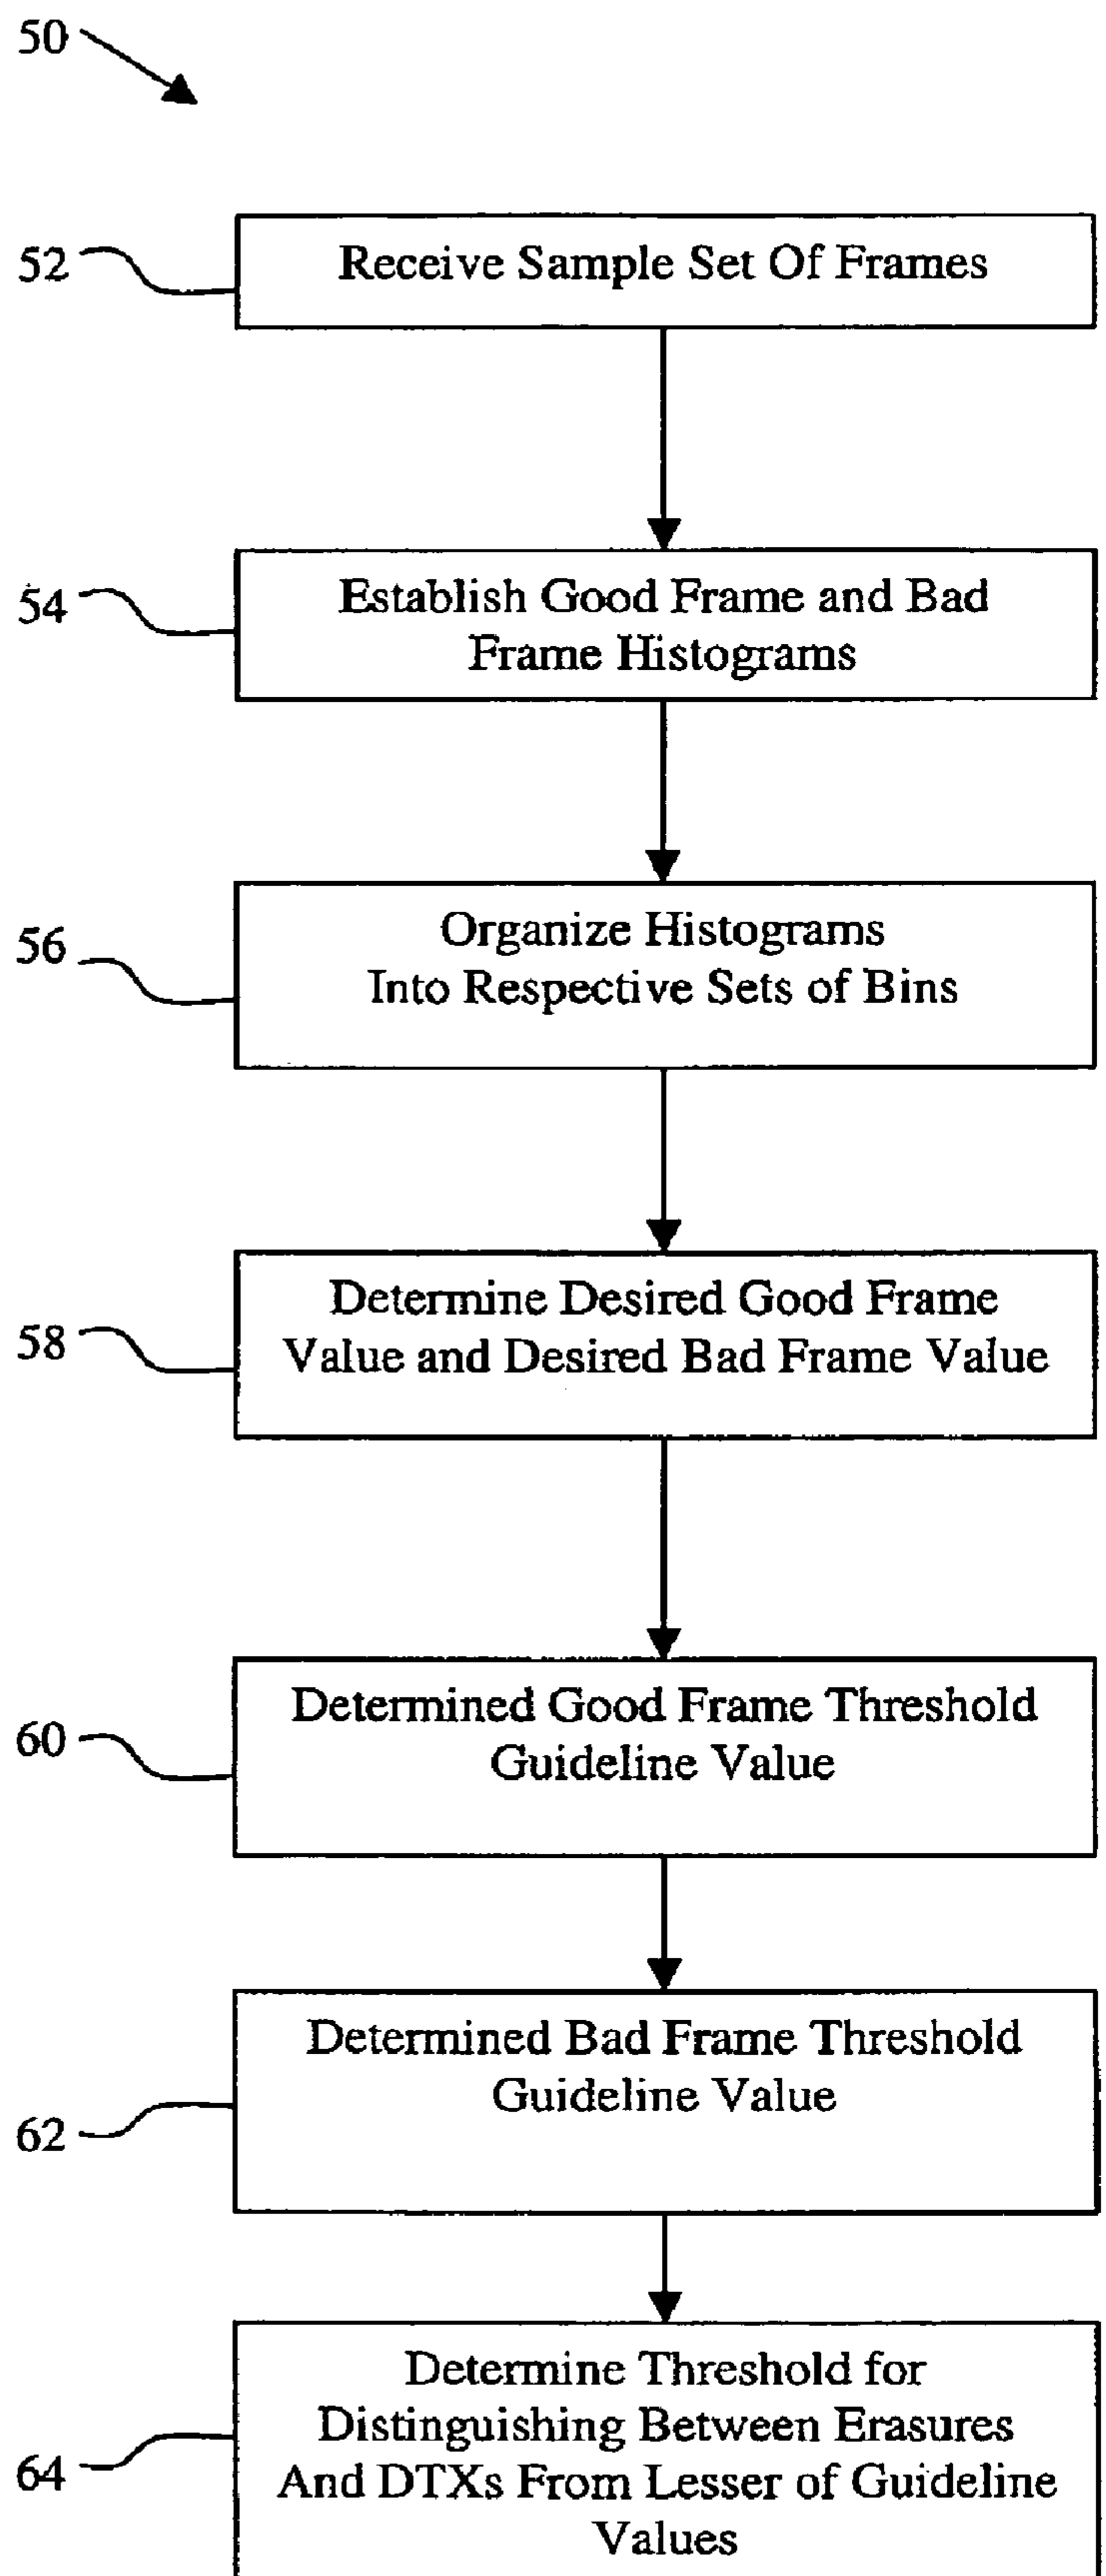 50
52
Receive Sample Set Of Frames
54
Establish Good Frame and Bad
Frame Histograms
56
Organize Histograms
Into Respective Sets of Bins
58
Determine Desired Good Frame
Value and Desired Bad Frame Value
60
Determined Good Frame Threshold
Guideline Value
62
Determined Bad Frame Threshold
Guideline Value
64
Determine Threshold for
Distinguishing Between Erasures
And DTXs From Lesser of Guideline
Values